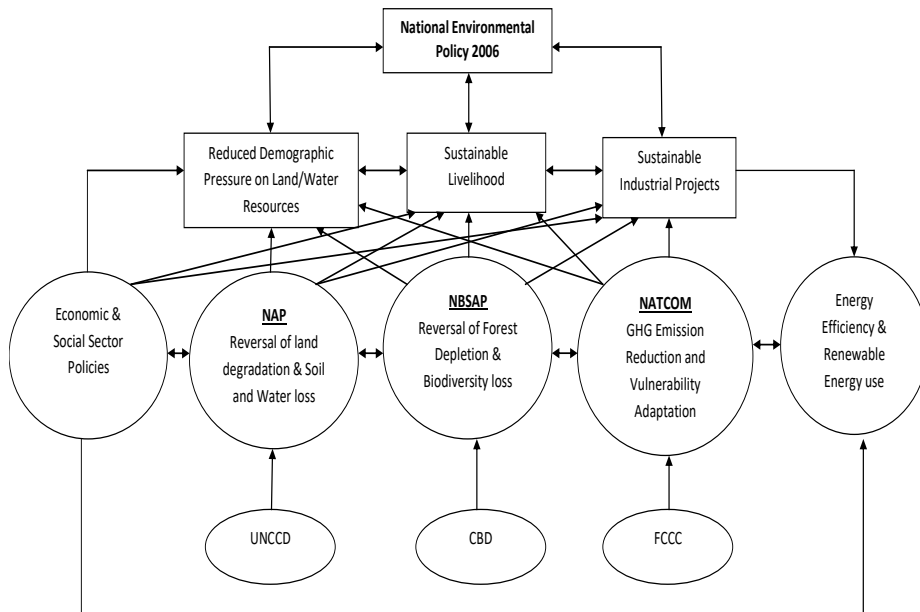 National Environmental
Policy 2006
Reduced Demographic
Pressure on Land/Water
Resources
Sustainable
Livelihood
Sustainable
Industrial Projects
Economic &
Social Sector
Policies
NAP
Reversal of land
degradation & Soil
and Water loss
NBSAP
Reversal of Forest
Depletion &
Biodiversity loss
NATCOM
GHG Emission
Reduction and
Vulnerability
Adaptation
Energy
Efficiency &
Renewable
Energy use
UNCCD
CBD
FCCC